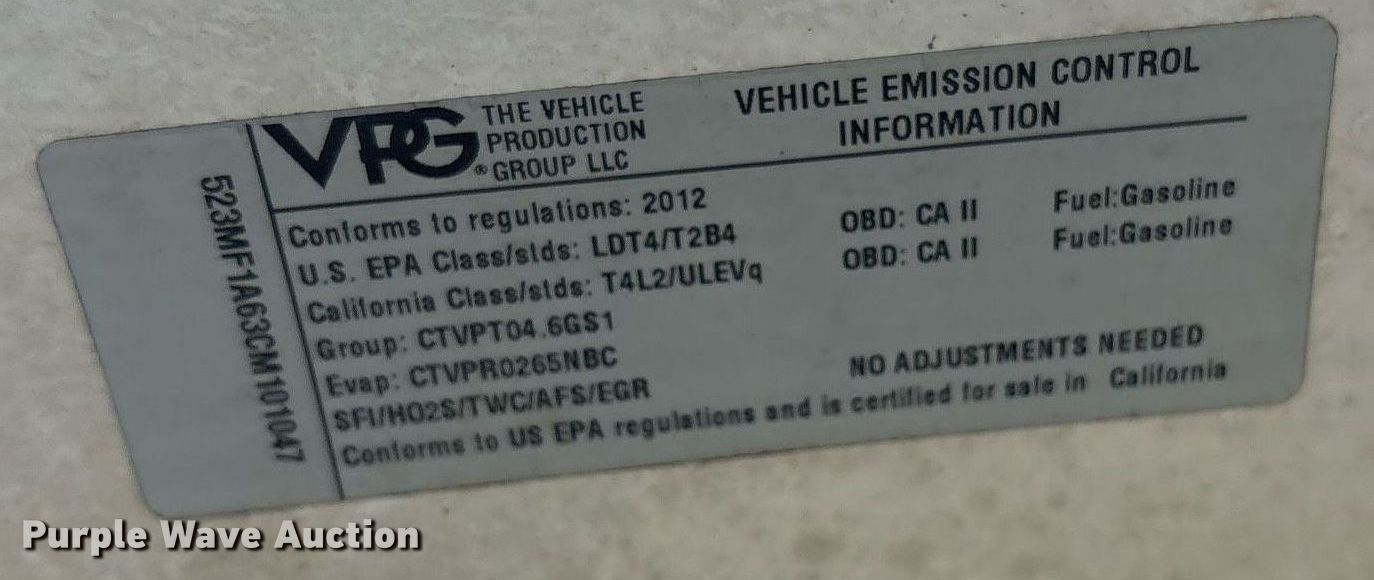 VPG®
THE VEHICLE
PRODUCTION
GROUP LLC
VEHICLE EMISSION CONTROL
INFORMATION
523MF1A63CM101047
Conforms to regulations: 2012
U.S. EPA Class/stds: LDT4/T2B4 OBD: CA II Fuel:Gasoline
California Class/stds: T4L2/ULEVq OBD: CA II Fuel:Gasoline
Group: CTVPT04.6GS1
Evap: CTVPR0265NBC
SFI/HO2S/TWC/AFS/EGR NO ADJUSTMENTS NEEDED
Conforms to US EPA regulations and is certified for sale in California
Purple Wave Auction